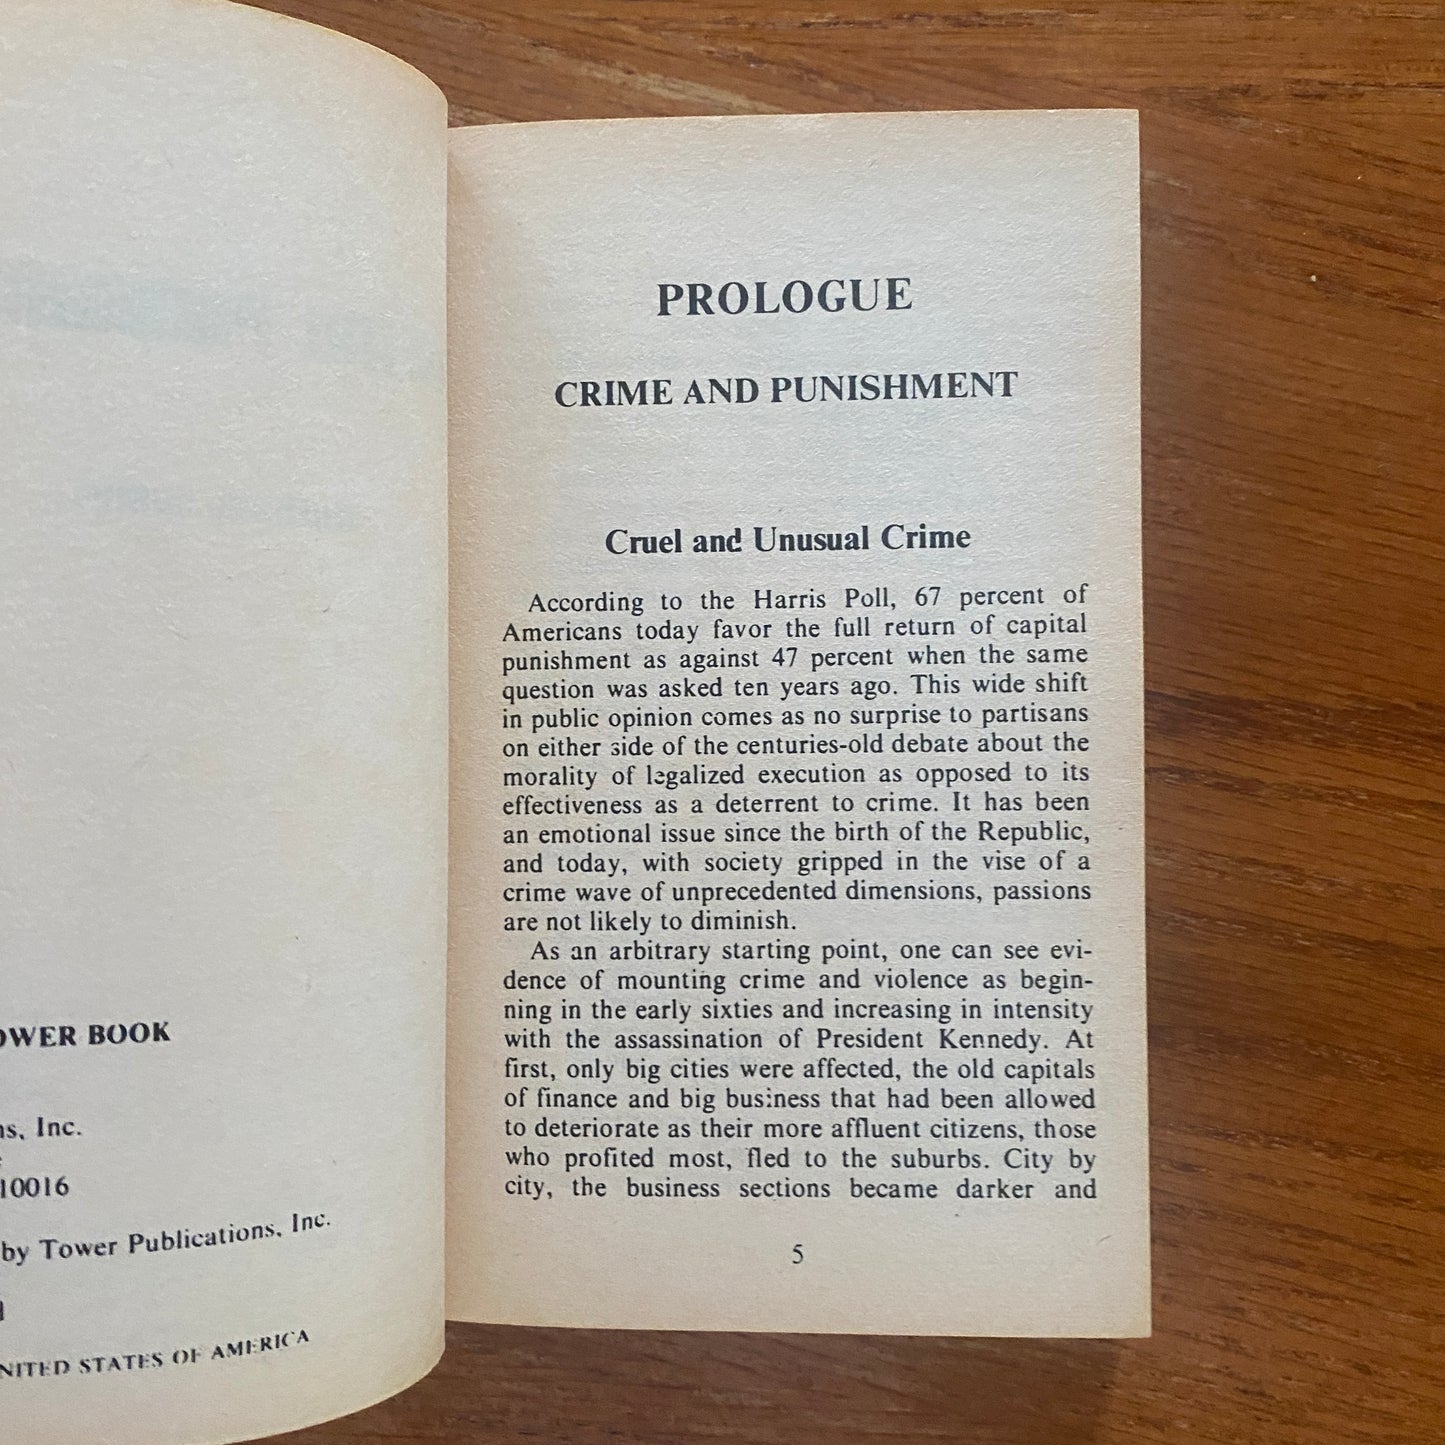 TOWER BOOK
Inc.
10016
by Tower Publications, Inc.
UNITED STATES OF AMERICA
PROLOGUE
CRIME AND PUNISHMENT
Cruel and Unusual Crime
According to the Harris Poll, 67 percent of
Americans today favor the full return of capital
punishment as against 47 percent when the same
question was asked ten years ago. This wide shift
in public opinion comes as no surprise to partisans
on either side of the centuries-old debate about the
morality of legalized execution as opposed to its
effectiveness as a deterrent to crime. It has been
an emotional issue since the birth of the Republic,
and today, with society gripped in the vise of a
crime wave of unprecedented dimensions, passions
are not likely to diminish.
As an arbitrary starting point, one can see evi-
dence of mounting crime and violence as begin-
ning in the early sixties and increasing in intensity
with the assassination of President Kennedy. At
first, only big cities were affected, the old capitals
of finance and big business that had been allowed
to deteriorate as their more affluent citizens, those
who profited most, fled to the suburbs. City by
city, the business sections became darker and
5